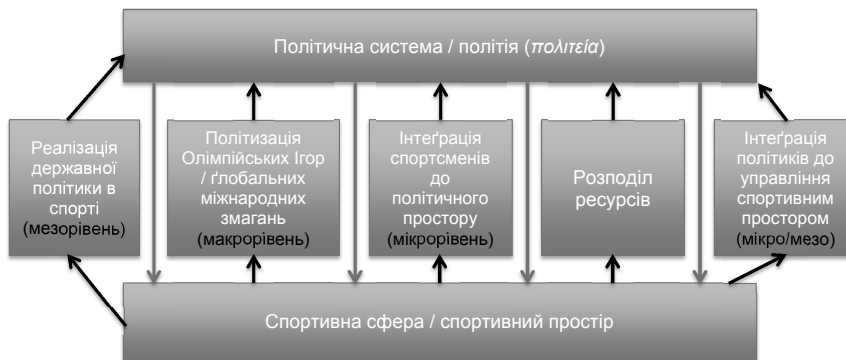 Політична система / політія (πολιτεία)
Реалізація
державної
політики в
спорті
(мезорівень)
Політизація
Олімпійських Ігор
/ ґлобальних
міжнародних
змагань
(макрорівень)
Інтеґрація
спортсменів
до
політичного
простору
(мікрорівень)
Розподіл
ресурсів
Інтеґрація
політиків до
управління
спортивним
простором
(мікро/мезо)
Спортивна сфера / спортивний простір